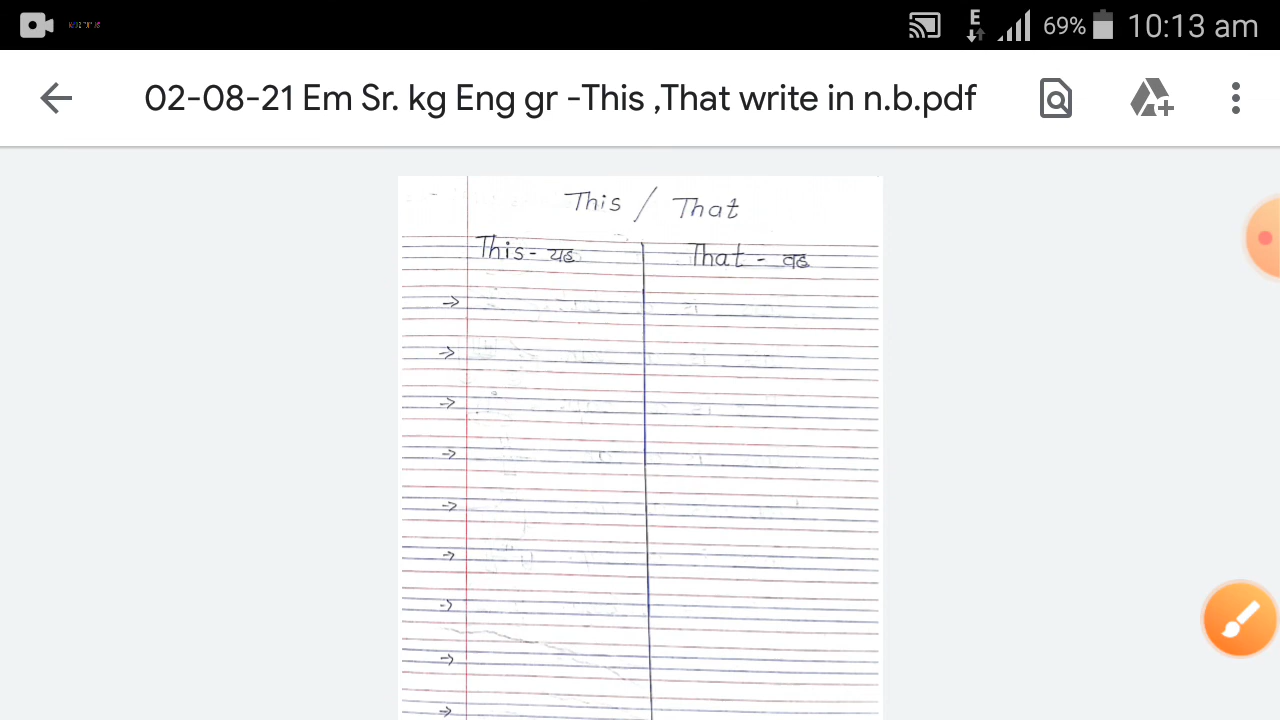 E 69% 10:13 am
02-08-21 Em Sr. kg Eng gr -This ,That write in n.b.pdf
This / That
This - यह That - वह
→
→
→
→
→
→
→
→
→